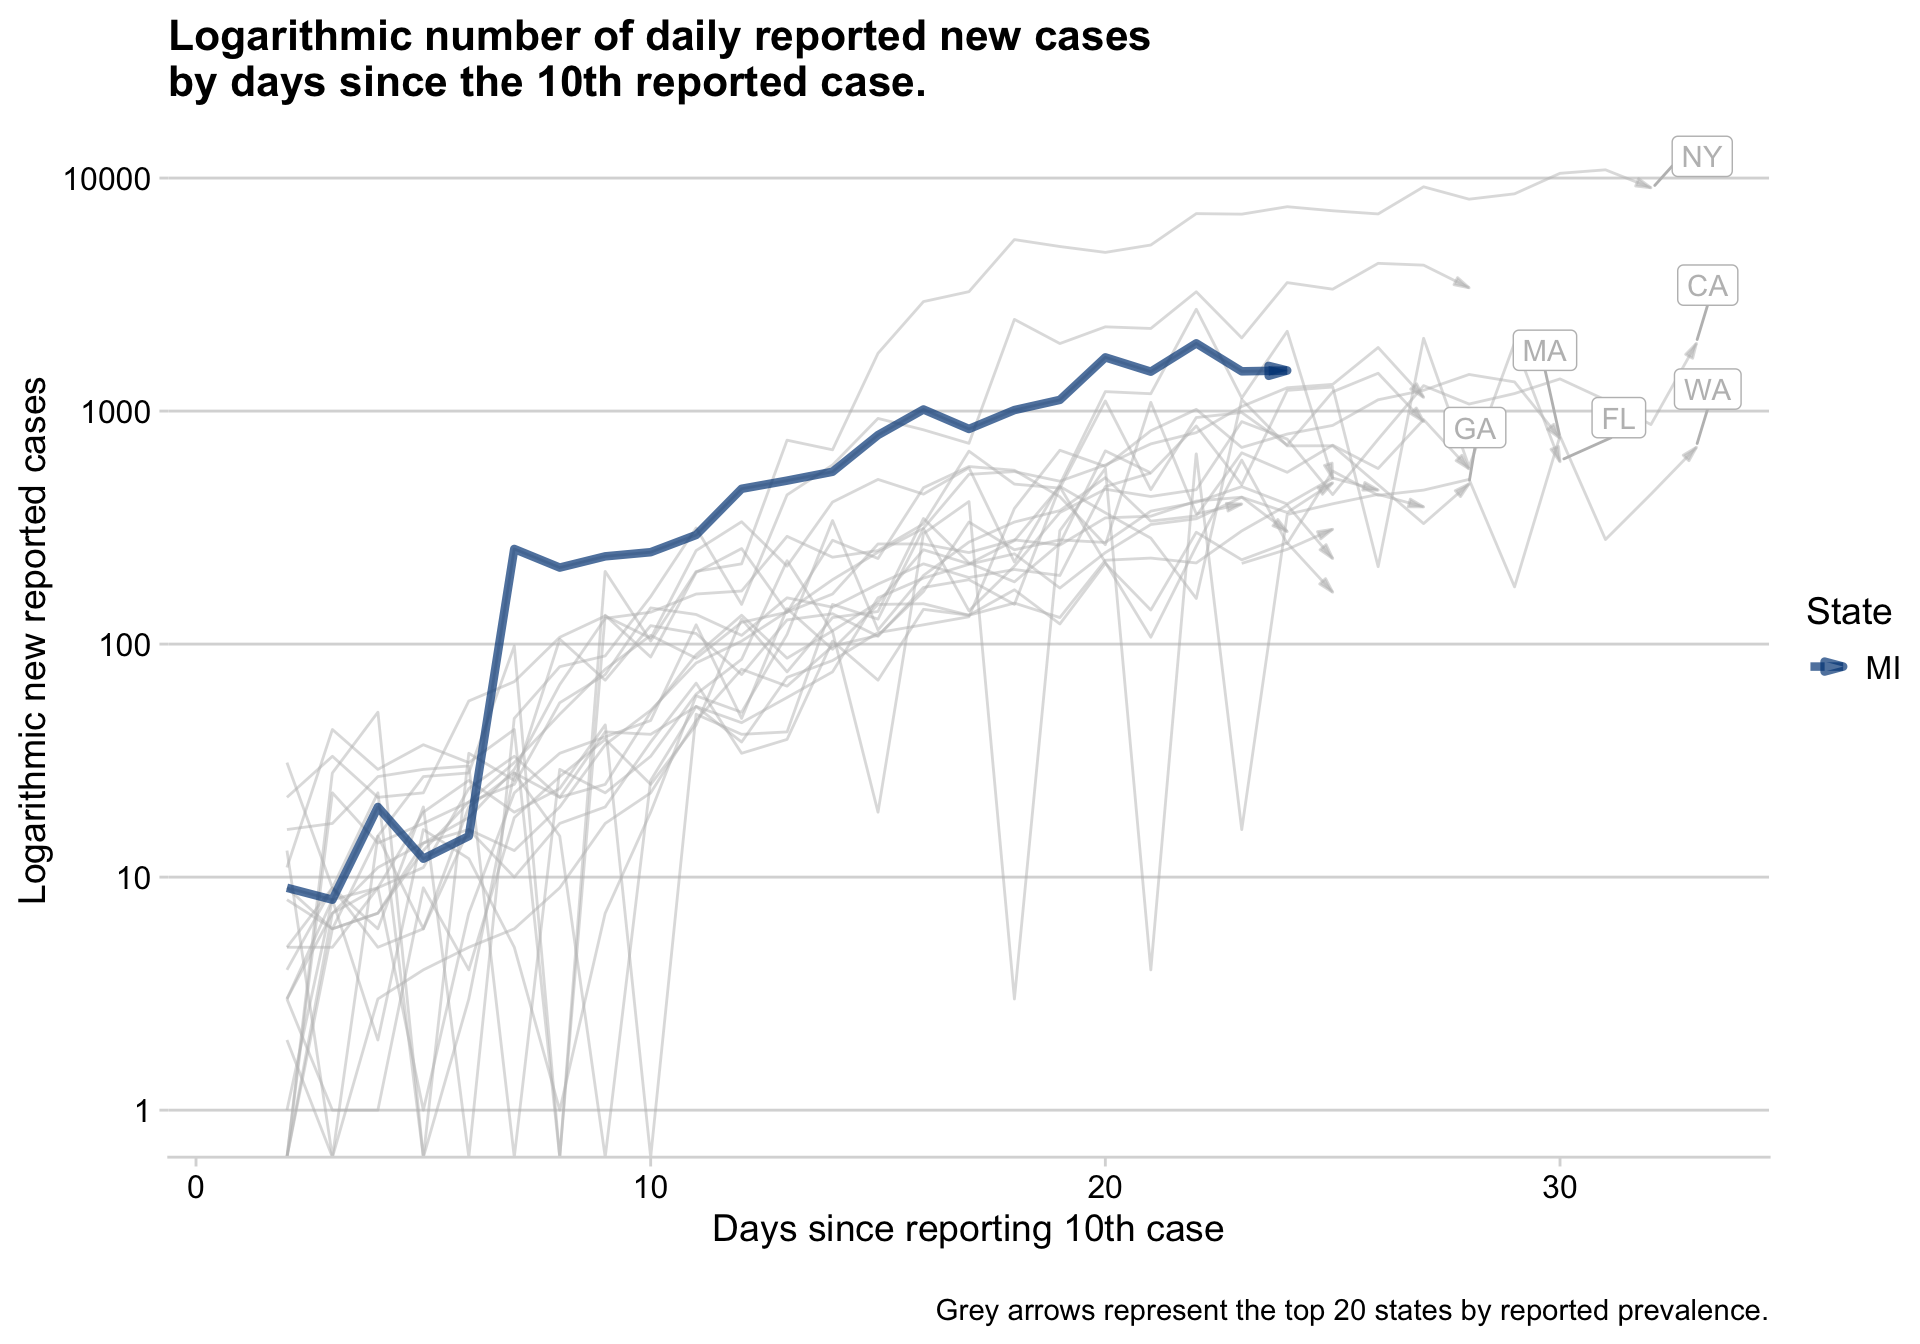 Logarithmic number of daily reported new cases
by days since the 10th reported case.
Logarithmic new reported cases
10000
1000
100
10
1
NY
CA
MA
WA
FL
GA
State
MI
0
10
20
30
Days since reporting 10th case
Grey arrows represent the top 20 states by reported prevalence.